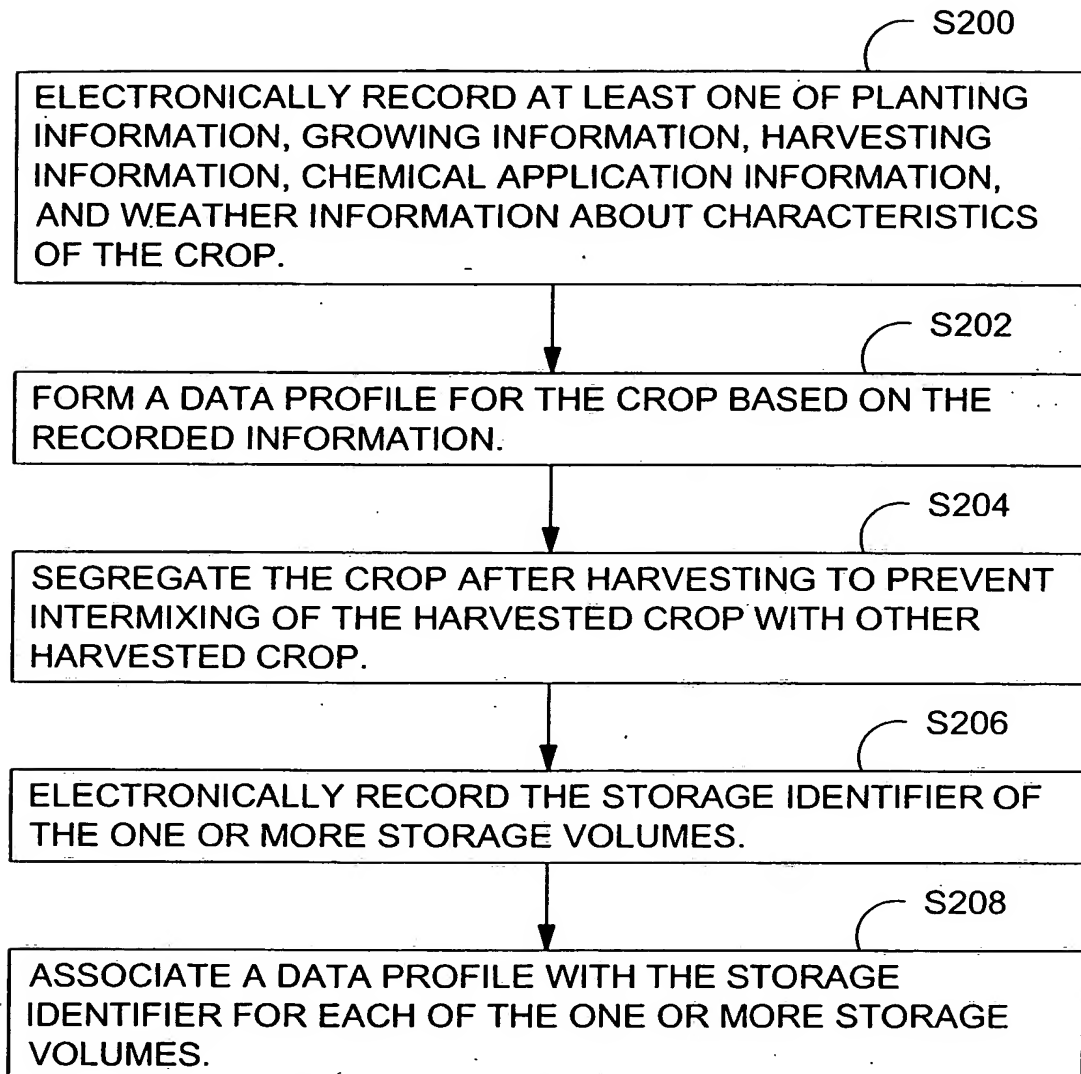 S200
ELECTRONICALLY RECORD AT LEAST ONE OF PLANTING
INFORMATION, GROWING INFORMATION, HARVESTING
INFORMATION, CHEMICAL APPLICATION INFORMATION,
AND WEATHER INFORMATION ABOUT CHARACTERISTICS
OF THE CROP.
S202
FORM A DATA PROFILE FOR THE CROP BASED ON THE
RECORDED INFORMATION.
S204
SEGREGATE THE CROP AFTER HARVESTING TO PREVENT
INTERMIXING OF THE HARVESTED CROP WITH OTHER
HARVESTED CROP.
S206
ELECTRONICALLY RECORD THE STORAGE IDENTIFIER OF
THE ONE OR MORE STORAGE VOLUMES.
S208
ASSOCIATE A DATA PROFILE WITH THE STORAGE
IDENTIFIER FOR EACH OF THE ONE OR MORE STORAGE
VOLUMES.